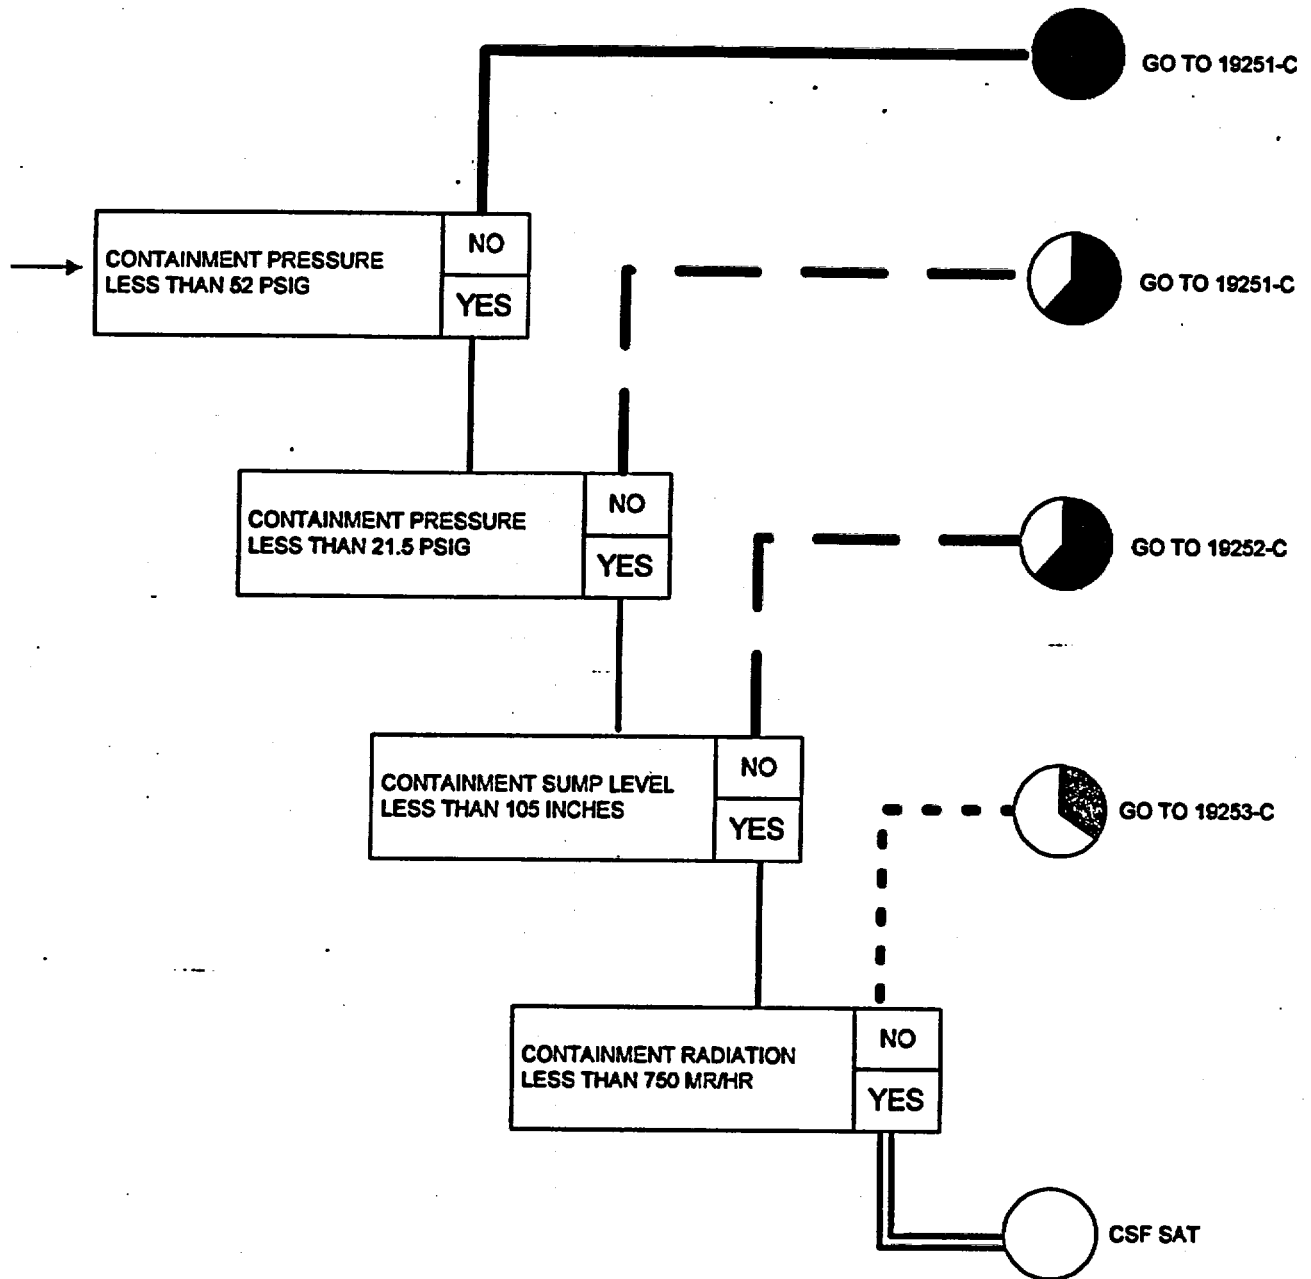 GO TO 19251-C
CONTAINMENT PRESSURE
LESS THAN 52 PSIG
NO
YES
GO TO 19251-C
CONTAINMENT PRESSURE
LESS THAN 21.5 PSIG
NO
YES
GO TO 19252-C
CONTAINMENT SUMP LEVEL
LESS THAN 105 INCHES
NO
YES
GO TO 19253-C
CONTAINMENT RADIATION
LESS THAN 750 MR/HR
NO
YES
CSF SAT